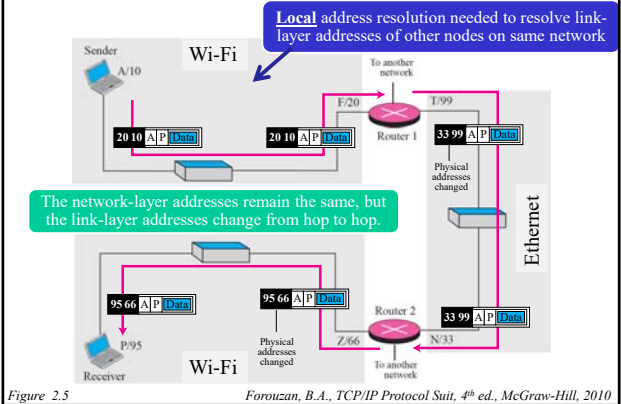 Local address resolution needed to resolve link-
layer addresses of other nodes on same network
Sender
Wi-Fi
A/10
To another
network
F/20
T/99
Router 1
20 10 A P Data
20 10 A P Data
33 99 A P Data
Physical
addresses
changed
The network-layer addresses remain the same, but
the link-layer addresses change from hop to hop.
Ethernet
95 66 A P Data
95 66 A P Data
33 99 A P Data
Physical
addresses
changed
Router 2
P/95
Z/66
N/33
Receiver
Wi-Fi
To another
network
Figure 2.5
Forouzan, B.A., TCP/IP Protocol Suit, 4th ed., McGraw-Hill, 2010